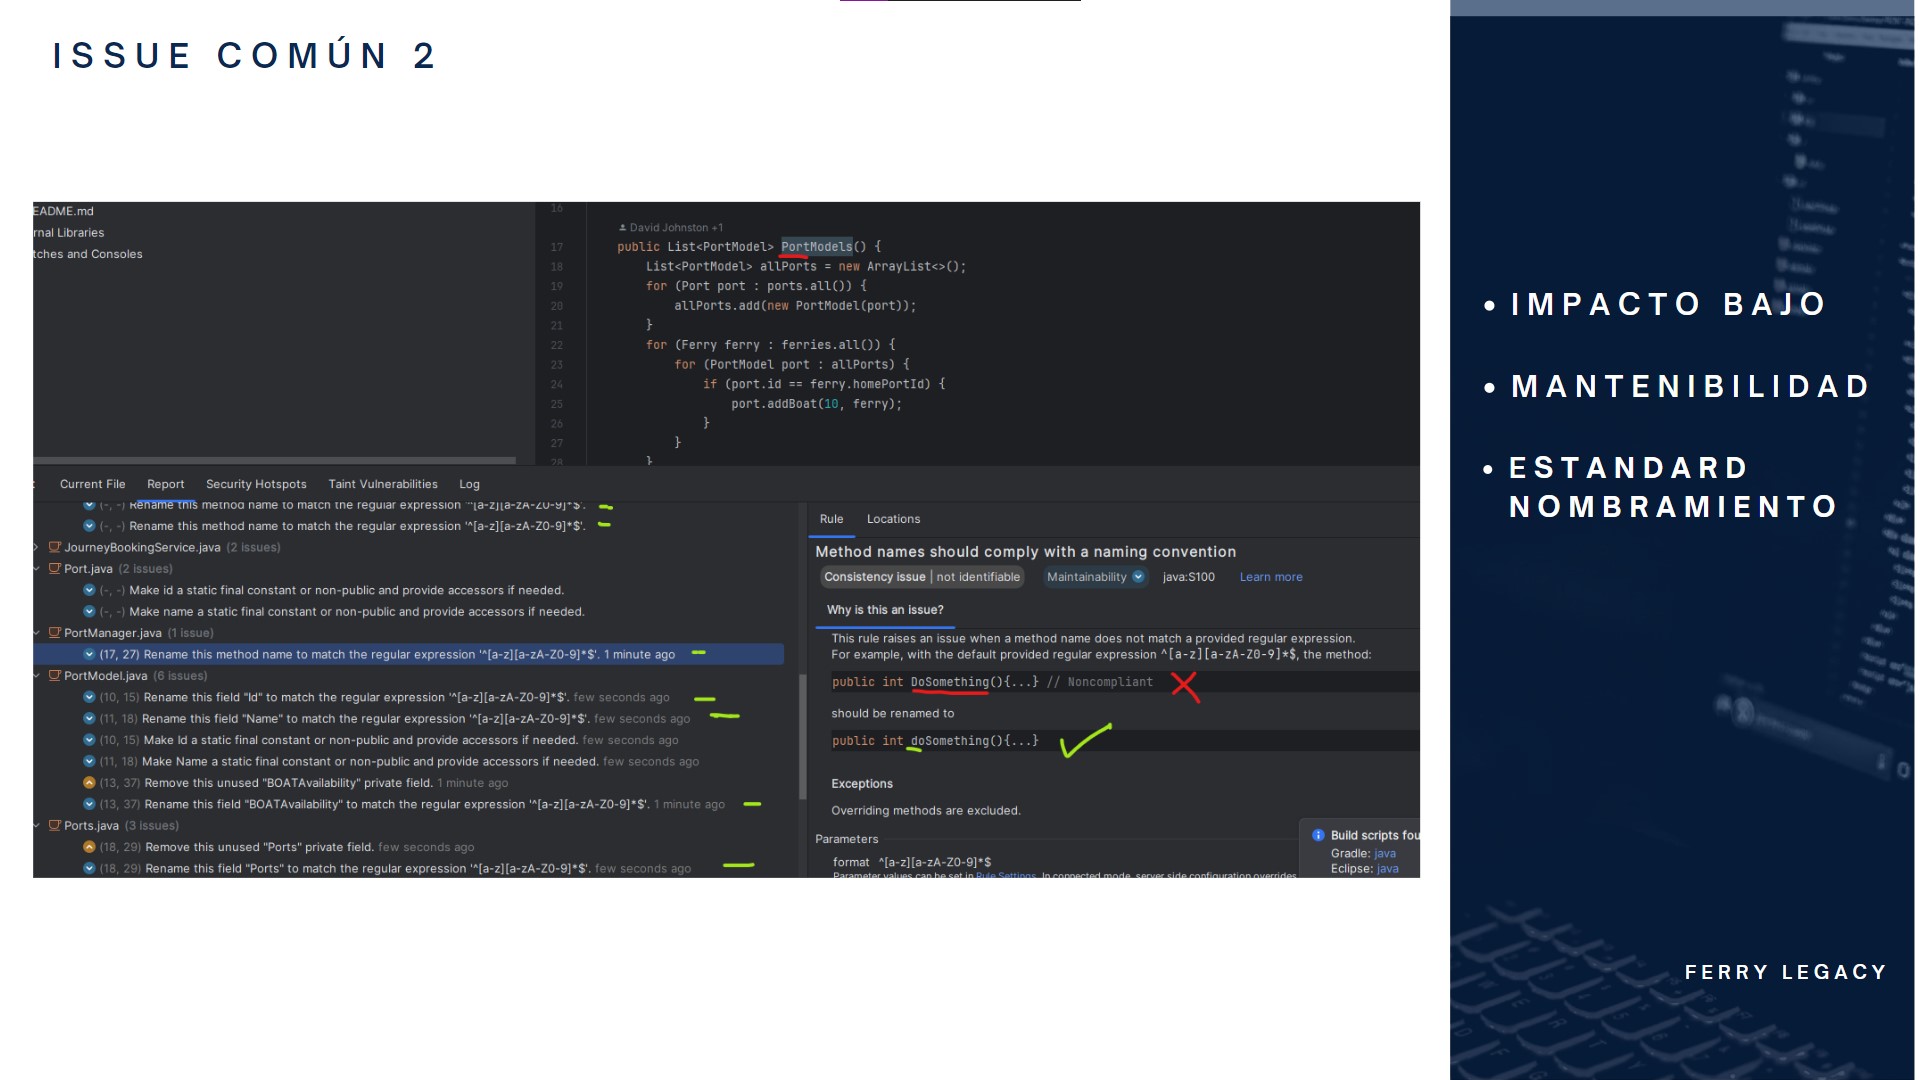 ISSUE COMÚN 2
EADME.md
rnal Libraries
tches and Consoles
16
David Johnston +1
17 public List<PortModel> PortModels() {
18 List<PortModel> allPorts = new ArrayList<>();
19 for (Port port : ports.all()) {
20 allPorts.add(new PortModel(port));
21 }
22 for (Ferry ferry : ferries.all()) {
23 for (PortModel port : allPorts) {
24 if (port.id == ferry.homePortId) {
25 port.addBoat(10, ferry);
26 }
27 }
28 }
Current File Report Security Hotspots Taint Vulnerabilities Log
(-, -) Rename this method name to match the regular expression '^[a-z][a-zA-Z0-9]*$'.
(-, -) Rename this method name to match the regular expression '^[a-z][a-zA-Z0-9]*$'.
JourneyBookingService.java (2 issues)
Port.java (2 issues)
(-, -) Make id a static final constant or non-public and provide accessors if needed.
(-, -) Make name a static final constant or non-public and provide accessors if needed.
PortManager.java (1 issue)
(17, 27) Rename this method name to match the regular expression '^[a-z][a-zA-Z0-9]*$'. 1 minute ago
PortModel.java (6 issues)
(10, 15) Rename this field "Id" to match the regular expression '^[a-z][a-zA-Z0-9]*$'. few seconds ago
(11, 18) Rename this field "Name" to match the regular expression '^[a-z][a-zA-Z0-9]*$'. few seconds ago
(10, 15) Make Id a static final constant or non-public and provide accessors if needed. few seconds ago
(11, 18) Make Name a static final constant or non-public and provide accessors if needed. few seconds ago
(13, 37) Remove this unused "BOATAvailability" private field. 1 minute ago
(13, 37) Rename this field "BOATAvailability" to match the regular expression '^[a-z][a-zA-Z0-9]*$'. 1 minute ago
Ports.java (3 issues)
(18, 29) Remove this unused "Ports" private field. few seconds ago
(18, 29) Rename this field "Ports" to match the regular expression '^[a-z][a-zA-Z0-9]*$'. few seconds ago
Rule Locations
Method names should comply with a naming convention
Consistency issue | not identifiable Maintainability java:S100 Learn more
Why is this an issue?
This rule raises an issue when a method name does not match a provided regular expression.
For example, with the default provided regular expression ^[a-z][a-zA-Z0-9]*$, the method:
public int DoSomething(){...} // Noncompliant
should be renamed to
public int doSomething(){...}
Exceptions
Overriding methods are excluded.
Parameters
format ^[a-z][a-zA-Z0-9]*$
Parameter values can be set in Rule Settings. In connected mode, server side configuration overrides
Build scripts fou
Gradle: java
Eclipse: java
• IMPACTO BAJO
• MANTENIBILIDAD
• ESTANDARD
NOMBRAMIENTO
FERRY LEGACY